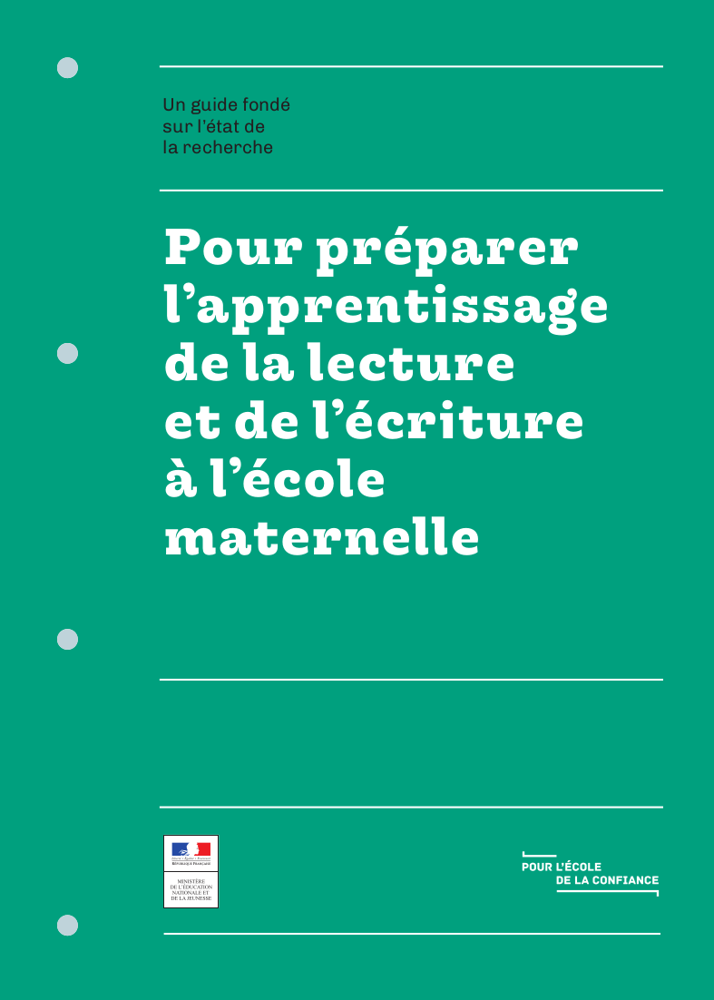 Un guide fondé
sur l’état de
la recherche
Pour préparer
l’apprentissage
de la lecture
et de l’écriture
à l’école
maternelle
Liberté • Égalité • Fraternité
RÉPUBLIQUE FRANÇAISE
MINISTÈRE
DE L’ÉDUCATION
NATIONALE ET
DE LA JEUNESSE
POUR L’ÉCOLE
DE LA CONFIANCE